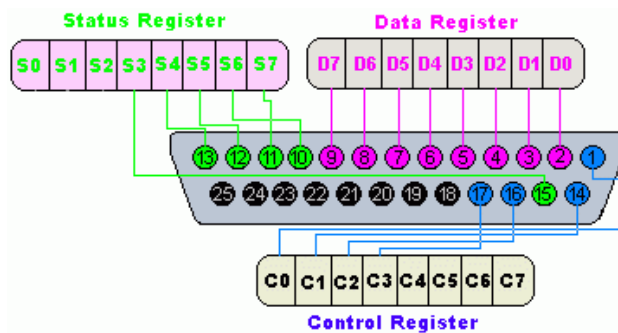 Status Register
Data Register
S0 S1 S2 S3 S4 S5 S6 S7
D7 D6 D5 D4 D3 D2 D1 D0
13 12 11 10 9 8 7 6 5 4 3 2 1
25 24 23 22 21 20 19 18 17 16 15 14
C0 C1 C2 C3 C4 C5 C6 C7
Control Register